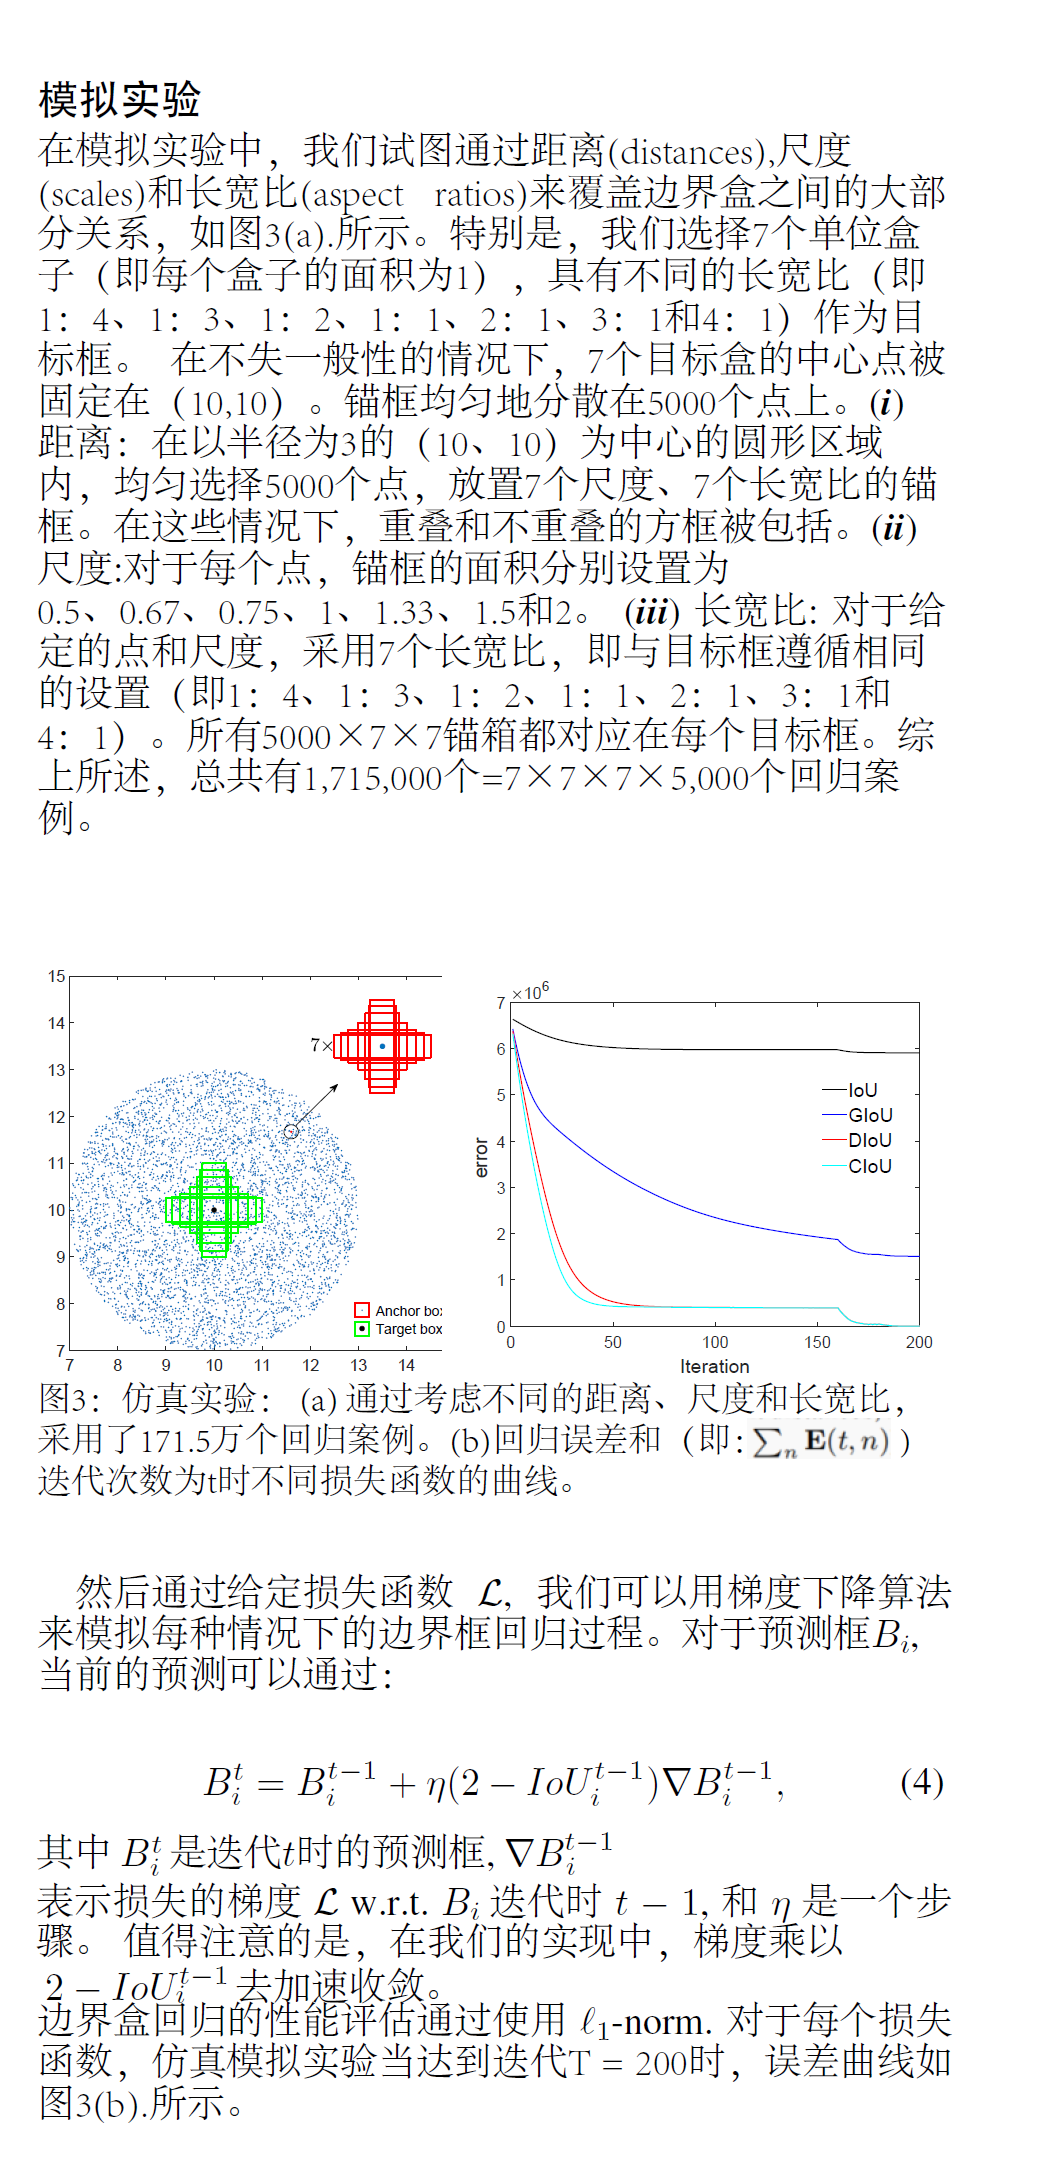 模拟实验
在模拟实验中，我们试图通过距离(distances),尺度
(scales)和长宽比(aspect ratios)来覆盖边界盒之间的大部
分关系，如图3(a).所示。特别是，我们选择7个单位盒
子（即每个盒子的面积为1），具有不同的长宽比（即
1：4、1：3、1：2、1：1、2：1、3：1和4：1）作为目
标框。 在不失一般性的情况下，7个目标盒的中心点被
固定在（10,10）。锚框均匀地分散在5000个点上。(i)
距离：在以半径为3的（10、10）为中心的圆形区域
内，均匀选择5000个点，放置7个尺度、7个长宽比的锚
框。在这些情况下，重叠和不重叠的方框被包括。(ii)
尺度:对于每个点，锚框的面积分别设置为
0.5、0.67、0.75、1、1.33、1.5和2。 (iii) 长宽比: 对于给
定的点和尺度，采用7个长宽比，即与目标框遵循相同
的设置（即1：4、1：3、1：2、1：1、2：1、3：1和
4：1）。所有5000×7×7锚箱都对应在每个目标框。综
上所述，总共有1,715,000个=7×7×7×5,000个回归案
例。
15
14
13
12
11
10
9
8
7
7 8 9 10 11 12 13 14
7×
Anchor box
Target box
×10⁶
7
6
5
4
3
2
1
0
error
0 50 100 150 200
Iteration
IoU
GIoU
DIoU
CIoU
图3：仿真实验： (a) 通过考虑不同的距离、尺度和长宽比，
采用了171.5万个回归案例。(b)回归误差和（即: ∑ₙ E(t, n) ）
迭代次数为t时不同损失函数的曲线。
然后通过给定损失函数 ℒ, 我们可以用梯度下降算法
来模拟每种情况下的边界框回归过程。对于预测框B_i,
当前的预测可以通过：
B_i^t = B_i^{t−1} + η(2 − IoU_i^{t−1})∇B_i^{t−1}, (4)
其中 B_i^t 是迭代t时的预测框, ∇B_i^{t−1}
表示损失的梯度 ℒ w.r.t. B_i 迭代时 t − 1, 和 η 是一个步
骤。 值得注意的是，在我们的实现中，梯度乘以
2 − IoU_i^{t−1} 去加速收敛。
边界盒回归的性能评估通过使用 ℓ₁-norm. 对于每个损失
函数，仿真模拟实验当达到迭代T = 200时，误差曲线如
图3(b).所示。